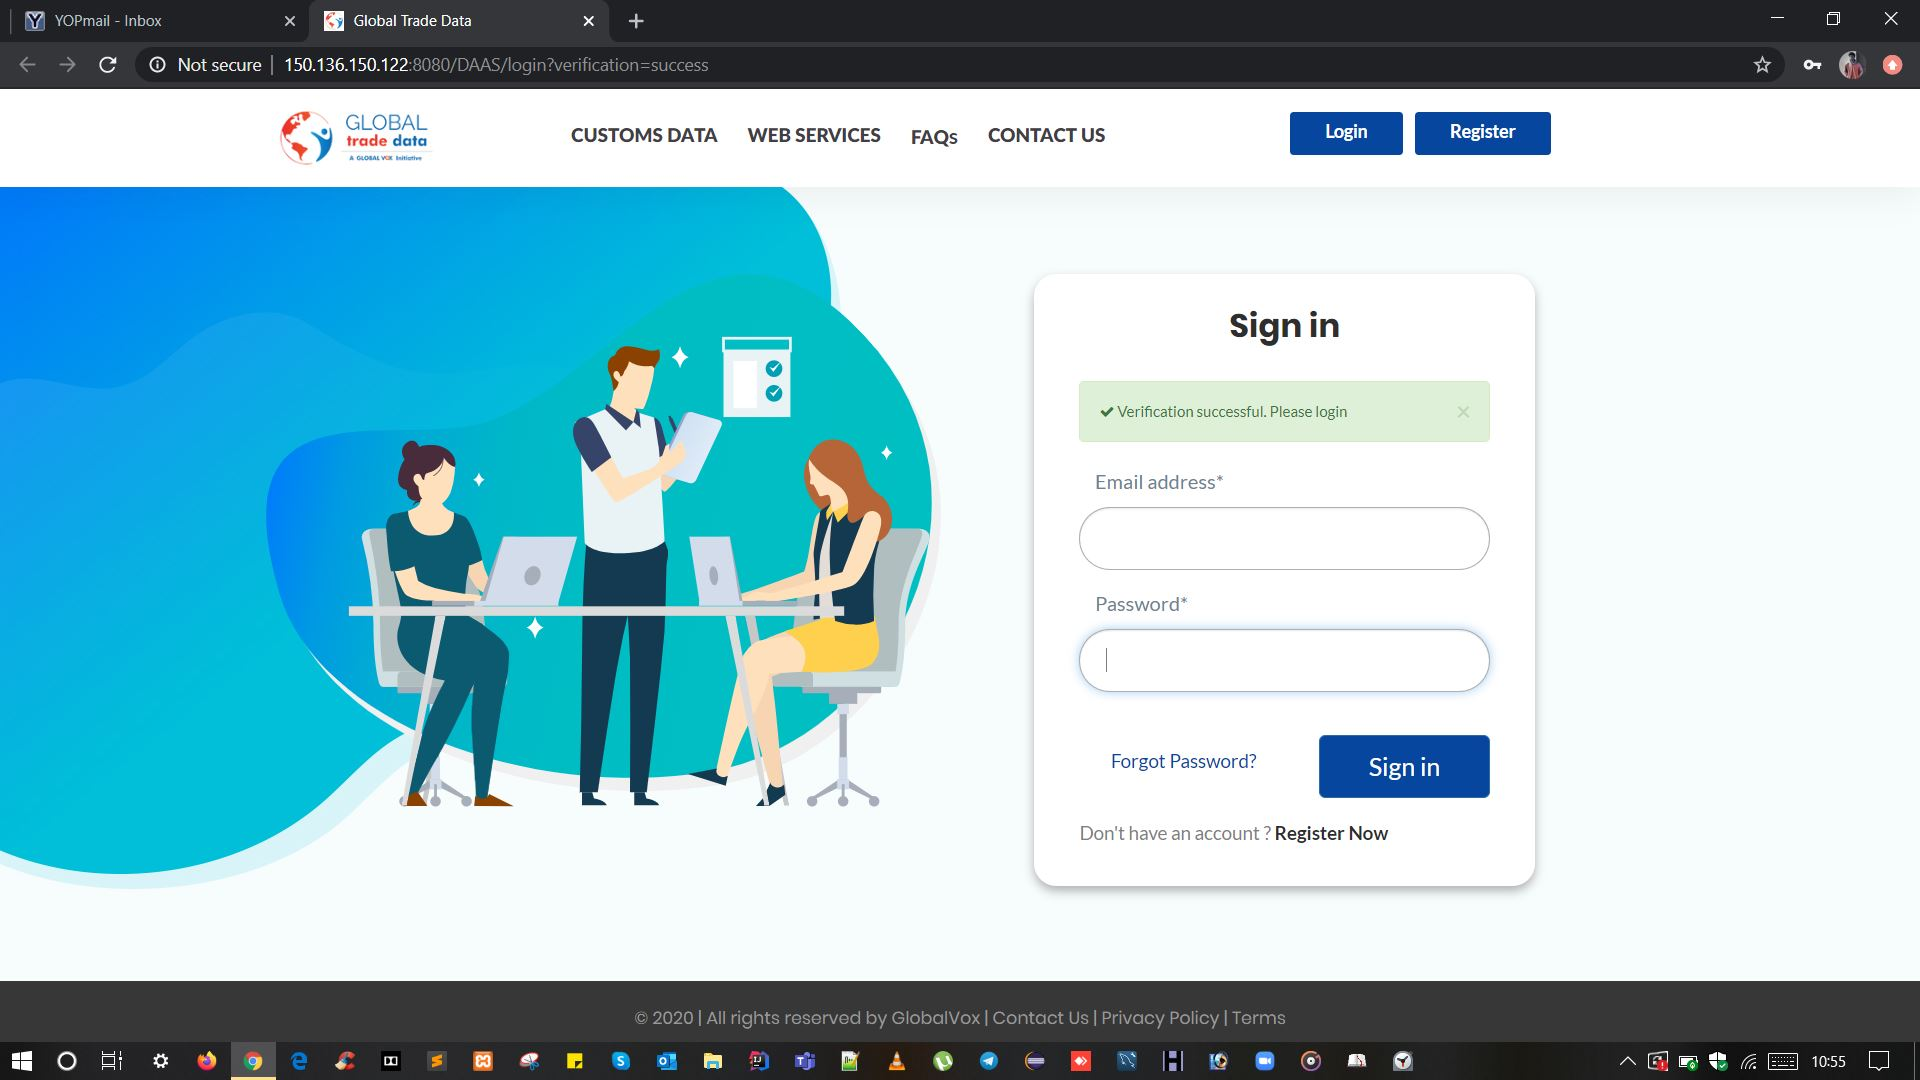 YOPmail - Inbox
Global Trade Data
Not secure | 150.136.150.122:8080/DAAS/login?verification=success
GLOBAL
trade data
A GLOBAL VOX Initiative
CUSTOMS DATA
WEB SERVICES
FAQs
CONTACT US
Login
Register
Sign in
Verification successful. Please login
Email address*
Password*
Forgot Password?
Sign in
Don't have an account ? Register Now
© 2020 | All rights reserved by GlobalVox | Contact Us | Privacy Policy | Terms
10:55